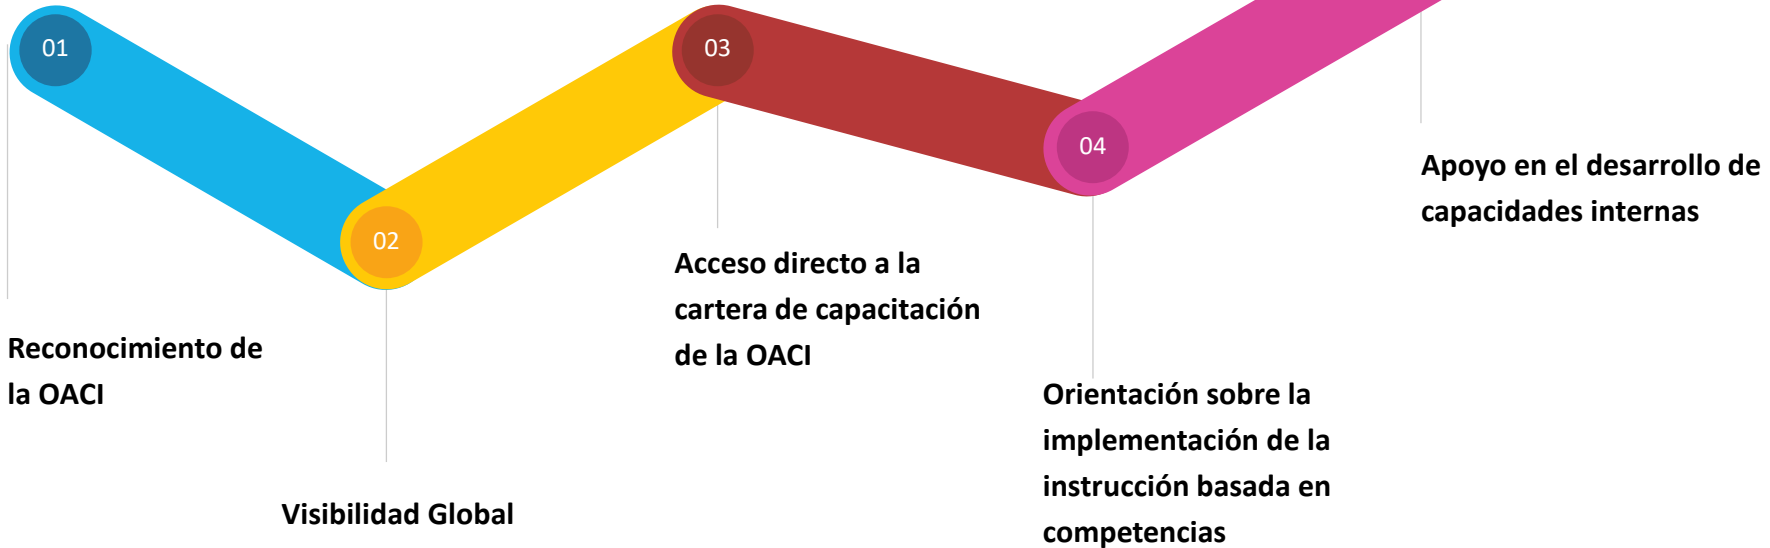 01
Reconocimiento de
la OACI
02
Visibilidad Global
03
Acceso directo a la
cartera de capacitación
de la OACI
04
Orientación sobre la
implementación de la
instrucción basada en
competencias
Apoyo en el desarrollo de
capacidades internas